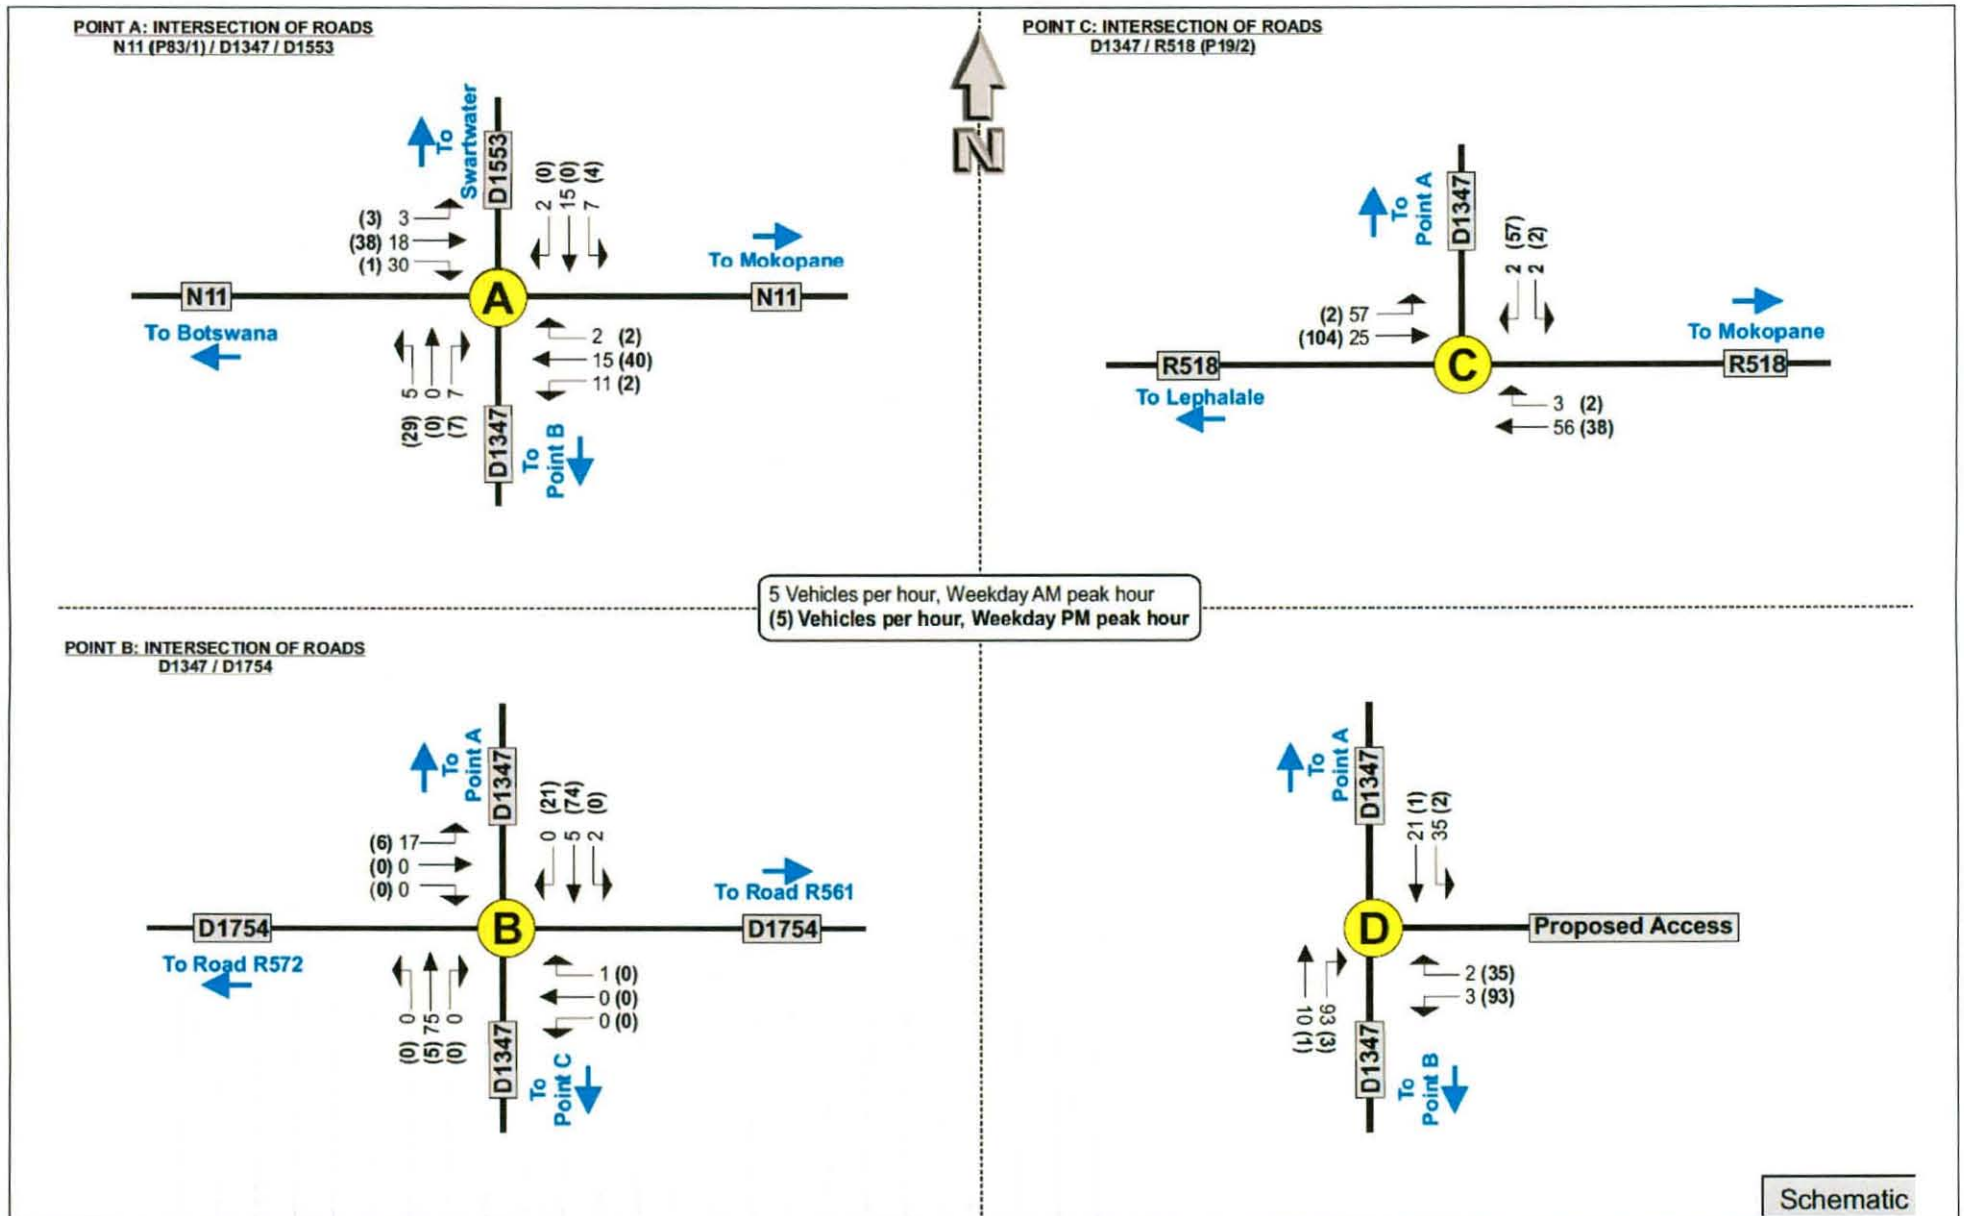 POINT A: INTERSECTION OF ROADS
N11 (P83/1) / D1347 / D1553
To
Swartwater
D1553
2 (0)
15 (0)
7 (4)
(3) 3
(38) 18
(1) 30
To Mokopane
N11
A
N11
To Botswana
5 (29)
0 (0)
7 (7)
2 (2)
15 (40)
11 (2)
D1347
To
Point B
N
POINT C: INTERSECTION OF ROADS
D1347 / R518 (P19/2)
To
Point A
D1347
2 (57)
2 (2)
(2) 57
(104) 25
To Mokopane
R518
C
R518
To Lephalale
3 (2)
56 (38)
5 Vehicles per hour, Weekday AM peak hour
(5) Vehicles per hour, Weekday PM peak hour
POINT B: INTERSECTION OF ROADS
D1347 / D1754
To
Point A
D1347
0 (21)
5 (74)
2 (0)
(6) 17
(0) 0
(0) 0
To Road R561
D1754
B
D1754
To Road R572
(0) 0
(5) 75
(0) 0
1 (0)
0 (0)
0 (0)
D1347
To
Point C
To
Point A
D1347
21 (1)
35 (2)
D
Proposed Access
10 (1)
93 (3)
2 (35)
3 (93)
D1347
To
Point B
Schematic